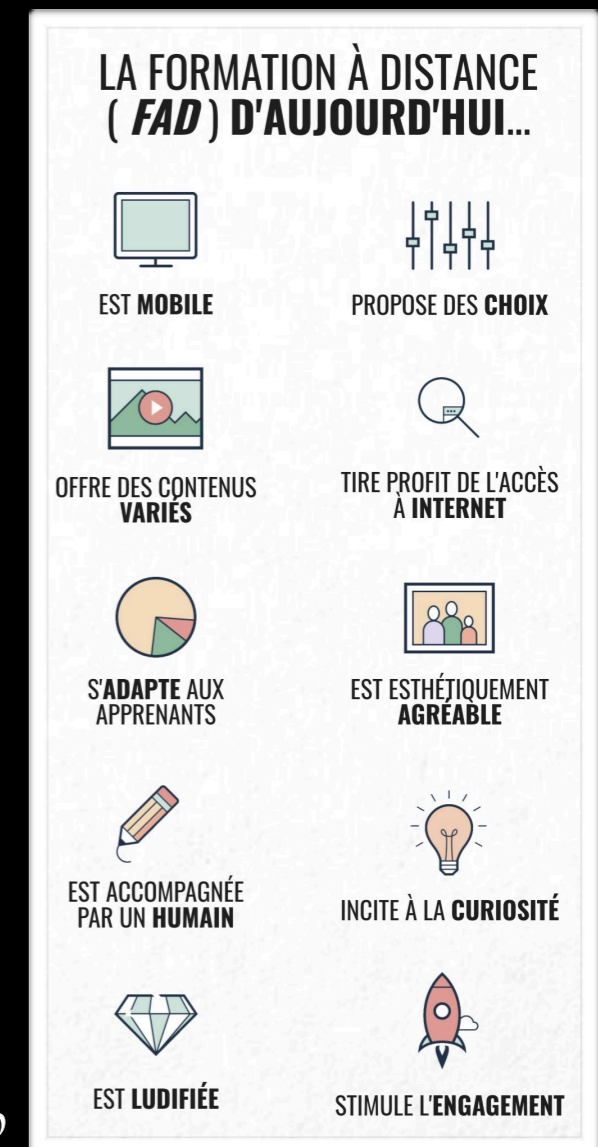 LA FORMATION À DISTANCE
( FAD ) D'AUJOURD'HUI...
EST MOBILE
PROPOSE DES CHOIX
OFFRE DES CONTENUS
VARIÉS
TIRE PROFIT DE L'ACCÈS
À INTERNET
S'ADAPTE AUX
APPRENANTS
EST ESTHÉTIQUEMENT
AGRÉABLE
EST ACCOMPAGNÉE
PAR UN HUMAIN
INCITE À LA CURIOSITÉ
EST LUDIFIÉE
STIMULE L'ENGAGEMENT